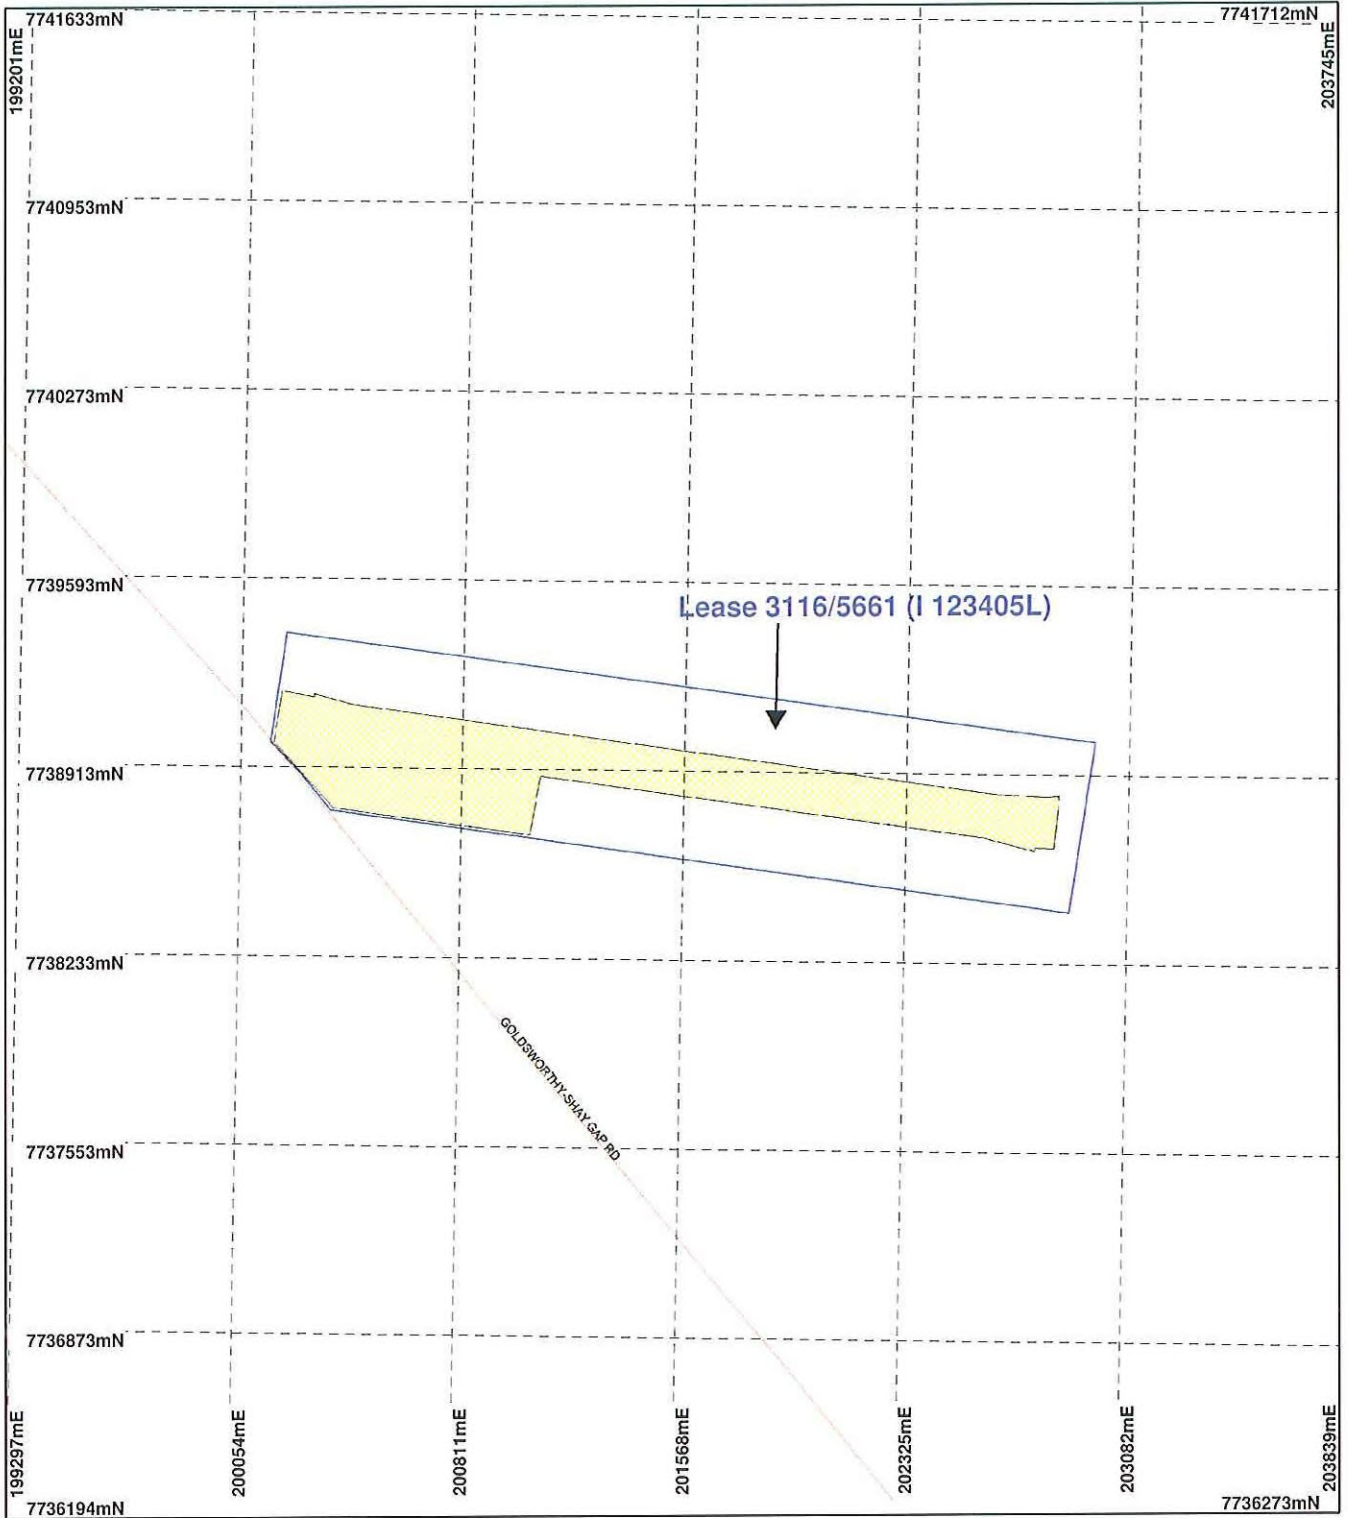 7741633mN
7741712mN
199201mE
203745mE
7740953mN
7740273mN
7739593mN
Lease 3116/5661 (I 123405L)
7738913mN
7738233mN
GOLDSWORTHY-SHAY GAP RD
7737553mN
7736873mN
199297mE
200054mE
200811mE
201568mE
202325mE
203082mE
203839mE
7736194mN
7736273mN